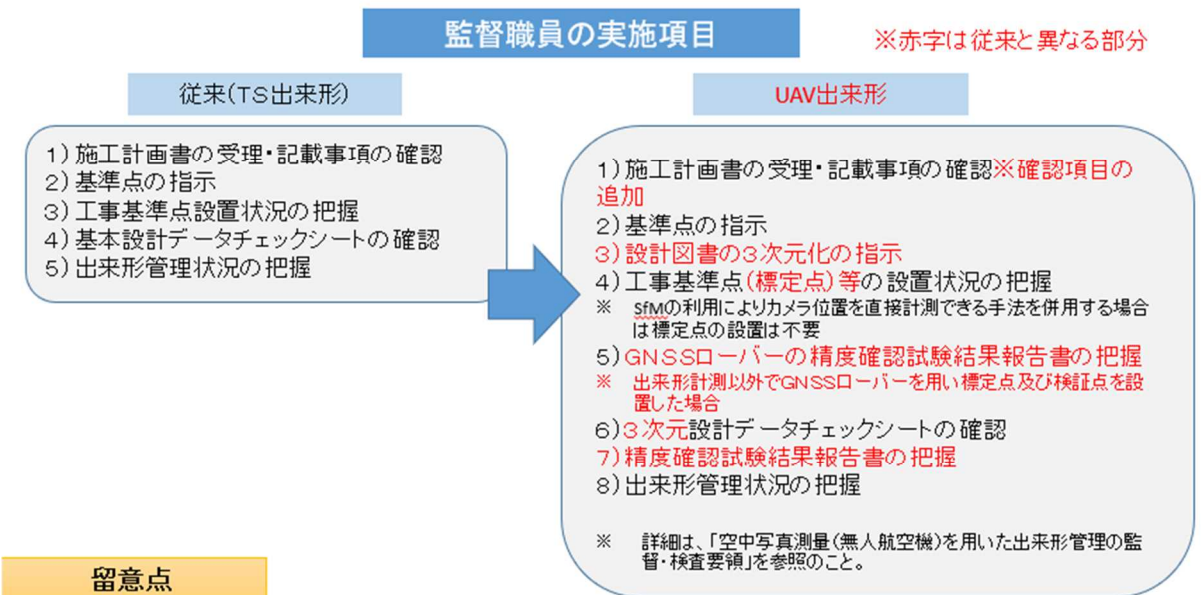 監督職員の実施項目
※赤字は従来と異なる部分
従来(TS出来形)
1)施工計画書の受理・記載事項の確認
2)基準点の指示
3)工事基準点設置状況の把握
4)基本設計データチェックシートの確認
5)出来形管理状況の把握
UAV出来形
1)施工計画書の受理・記載事項の確認※確認項目の
追加
2)基準点の指示
3)設計図書の3次元化の指示
4)工事基準点(標定点)等の設置状況の把握
※ SfMの利用によりカメラ位置を直接計測できる手法を併用する場合
は標定点の設置は不要
5)GNSSローバーの精度確認試験結果報告書の把握
※ 出来形計測以外でGNSSローバーを用い標定点及び検証点を設
置した場合
6)3次元設計データチェックシートの確認
7)精度確認試験結果報告書の把握
8)出来形管理状況の把握
※ 詳細は、「空中写真測量(無人航空機)を用いた出来形管理の監
督・検査要領」を参照のこと。
留意点